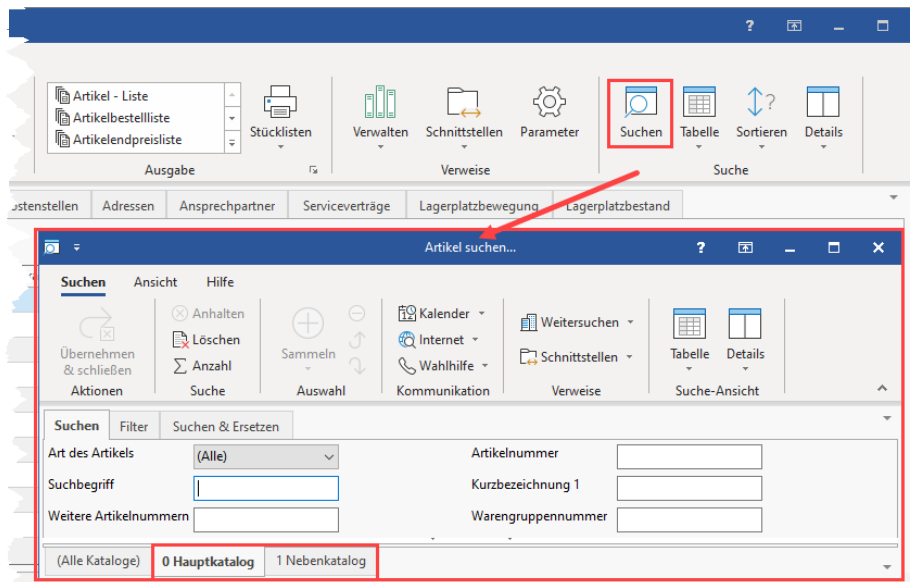 ?
Artikel - Liste
Artikelbestellliste
Artikelendpreisliste
Stücklisten
Verwalten
Schnittstellen
Parameter
Suchen
Tabelle
Sortieren
Details
Ausgabe
Verweise
Suche
Adressen
Ansprechpartner
Serviceverträge
Lagerplatzbewegung
Lagerplatzbestand
Artikel suchen...
?
Suchen Ansicht Hilfe
Übernehmen
& schließen
Anhalten
Löschen
Anzahl
Sammeln
Kalender
Internet
Wahlhilfe
Weitersuchen
Schnittstellen
Tabelle
Details
Aktionen
Suche
Auswahl
Kommunikation
Verweise
Suche-Ansicht
Suchen Filter Suchen & Ersetzen
Art des Artikels (Alle) Artikelnummer
Suchbegriff Kurzbezeichnung 1
Weitere Artikelnummern Warengruppennummer
(Alle Kataloge) 0 Hauptkatalog 1 Nebenkatalog